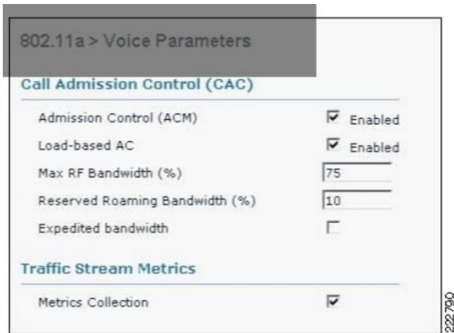 802.11a > Voice Parameters
Call Admission Control (CAC)
Admission Control (ACM) Enabled
Load-based AC Enabled
Max RF Bandwidth (%) 75
Reserved Roaming Bandwidth (%) 10
Expedited bandwidth
Traffic Stream Metrics
Metrics Collection
222790